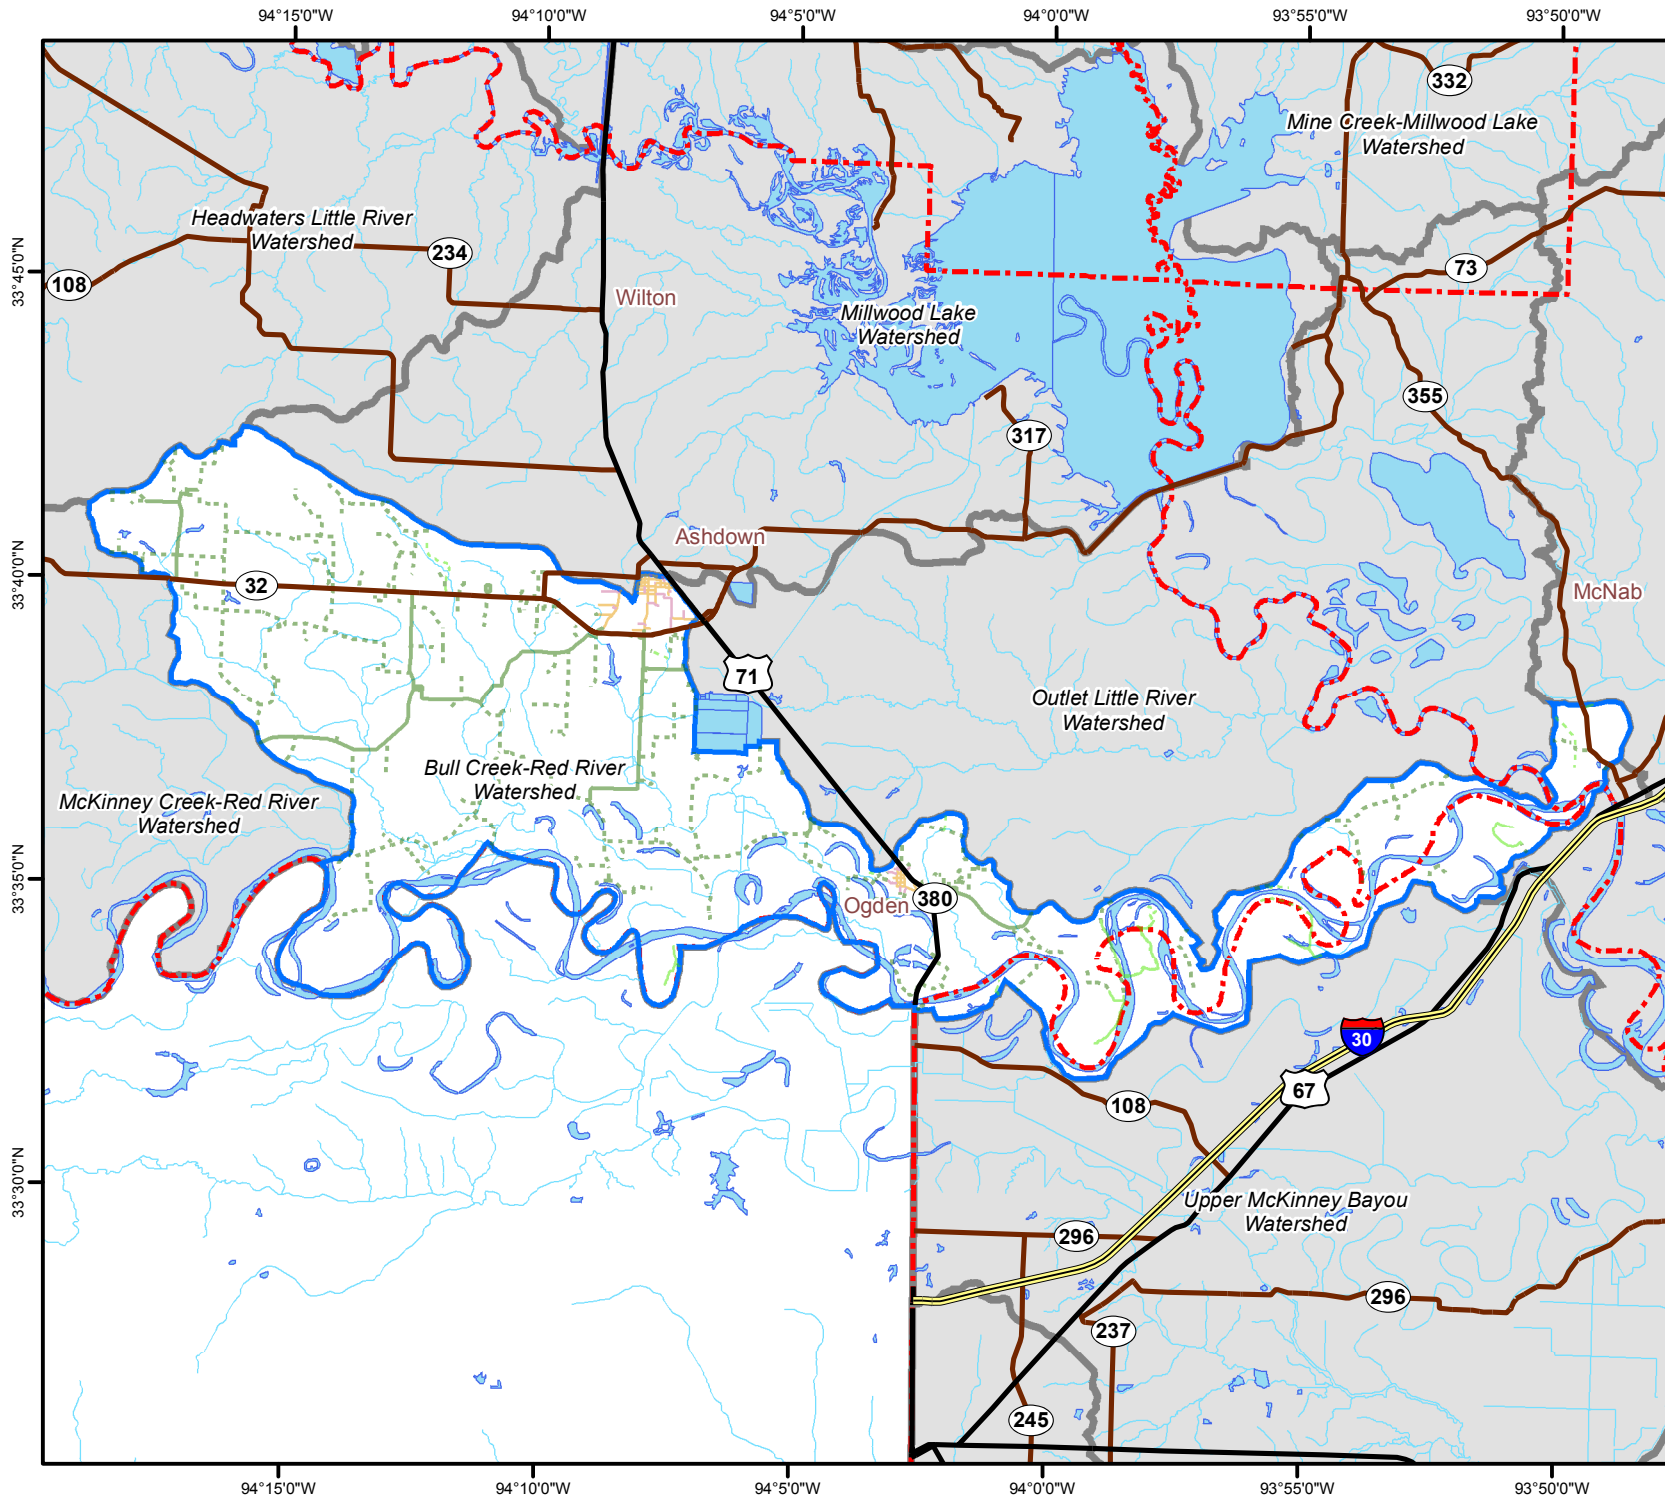 94°15'0"W
94°10'0"W
94°5'0"W
94°0'0"W
93°55'0"W
93°50'0"W
332
Mine Creek-Millwood Lake
Watershed
Headwaters Little River
Watershed
234
108
33°45'0"N
73
Wilton
Millwood Lake
Watershed
355
317
Ashdown
33°40'0"N
32
McNab
71
Outlet Little River
Watershed
Bull Creek-Red River
Watershed
McKinney Creek-Red River
Watershed
33°35'0"N
Ogden
380
30
67
108
33°30'0"N
Upper McKinney Bayou
Watershed
296
296
237
245
94°15'0"W
94°10'0"W
94°5'0"W
94°0'0"W
93°55'0"W
93°50'0"W